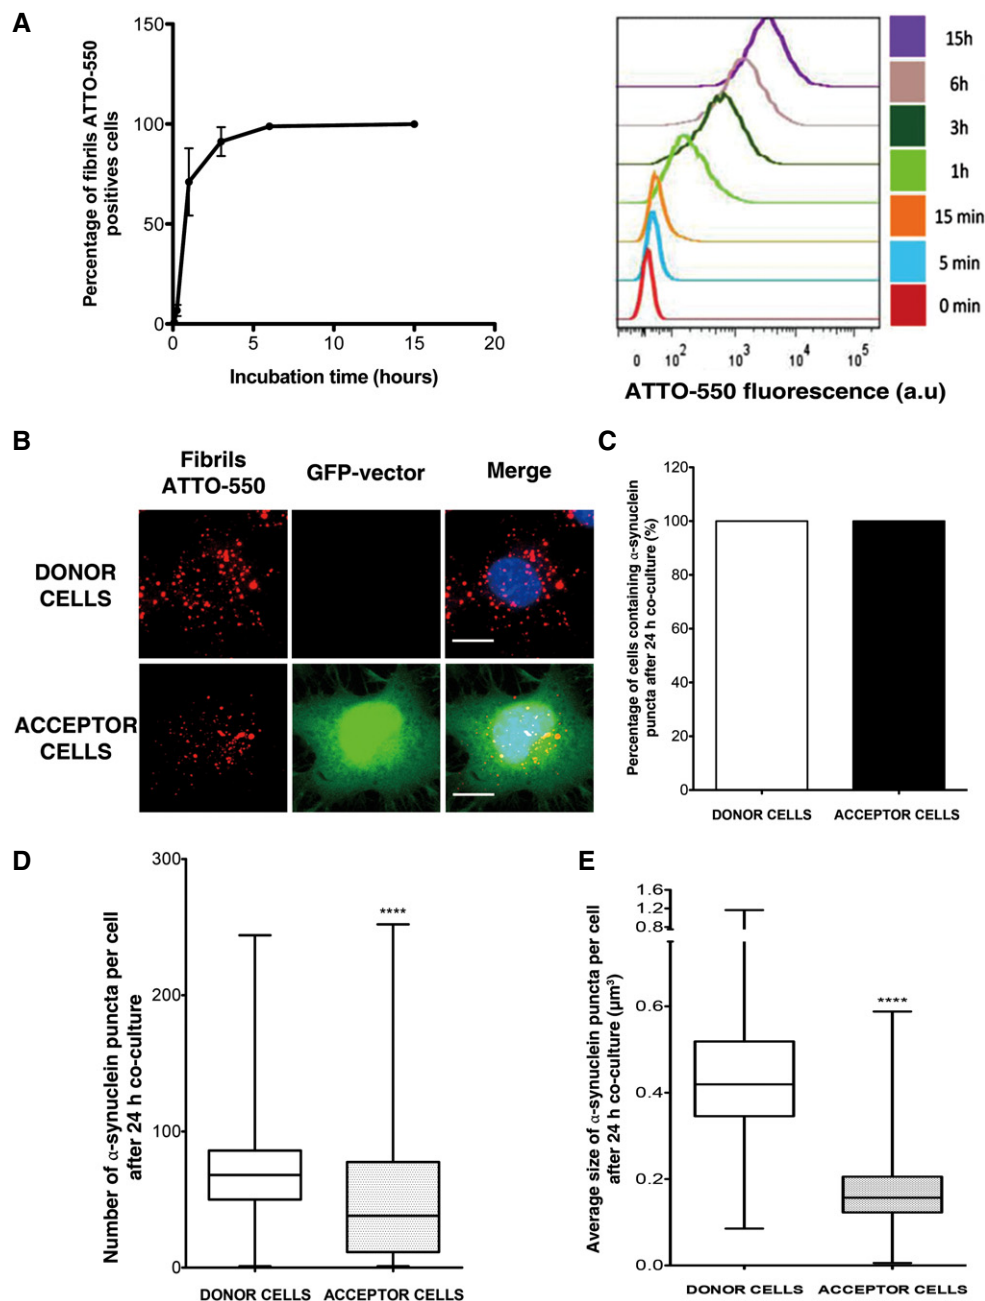 A
150
100
50
0
Percentage of fibrils ATTO-550
positives cells
0
5
10
15
20
Incubation time (hours)
15h
6h
3h
1h
15 min
5 min
0 min
0
10²
10³
10⁴
10⁵
ATTO-550 fluorescence (a.u)
B
Fibrils
ATTO-550
GFP-vector
Merge
DONOR
CELLS
ACCEPTOR
CELLS
C
120
100
80
60
40
20
0
Percentage of cells containing α-synuclein
puncta after 24 h co-culture (%)
DONOR CELLS
ACCEPTOR CELLS
D
300
200
100
0
Number of α-synuclein puncta per cell
after 24 h co-culture
****
DONOR CELLS
ACCEPTOR CELLS
E
1.6
1.2
0.8
0.6
0.4
0.2
0.0
Average size of α-synuclein puncta per cell
after 24 h co-culture (μm³)
****
DONOR CELLS
ACCEPTOR CELLS